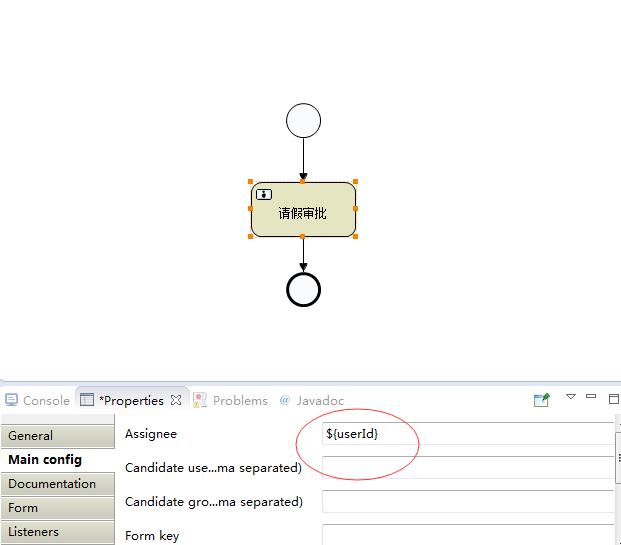 请假审批
Console
*Properties
Problems
@ Javadoc
General
Main config
Documentation
Form
Listeners
Assignee
${userId}
Candidate use...ma separated)
Candidate gro...ma separated)
Form key